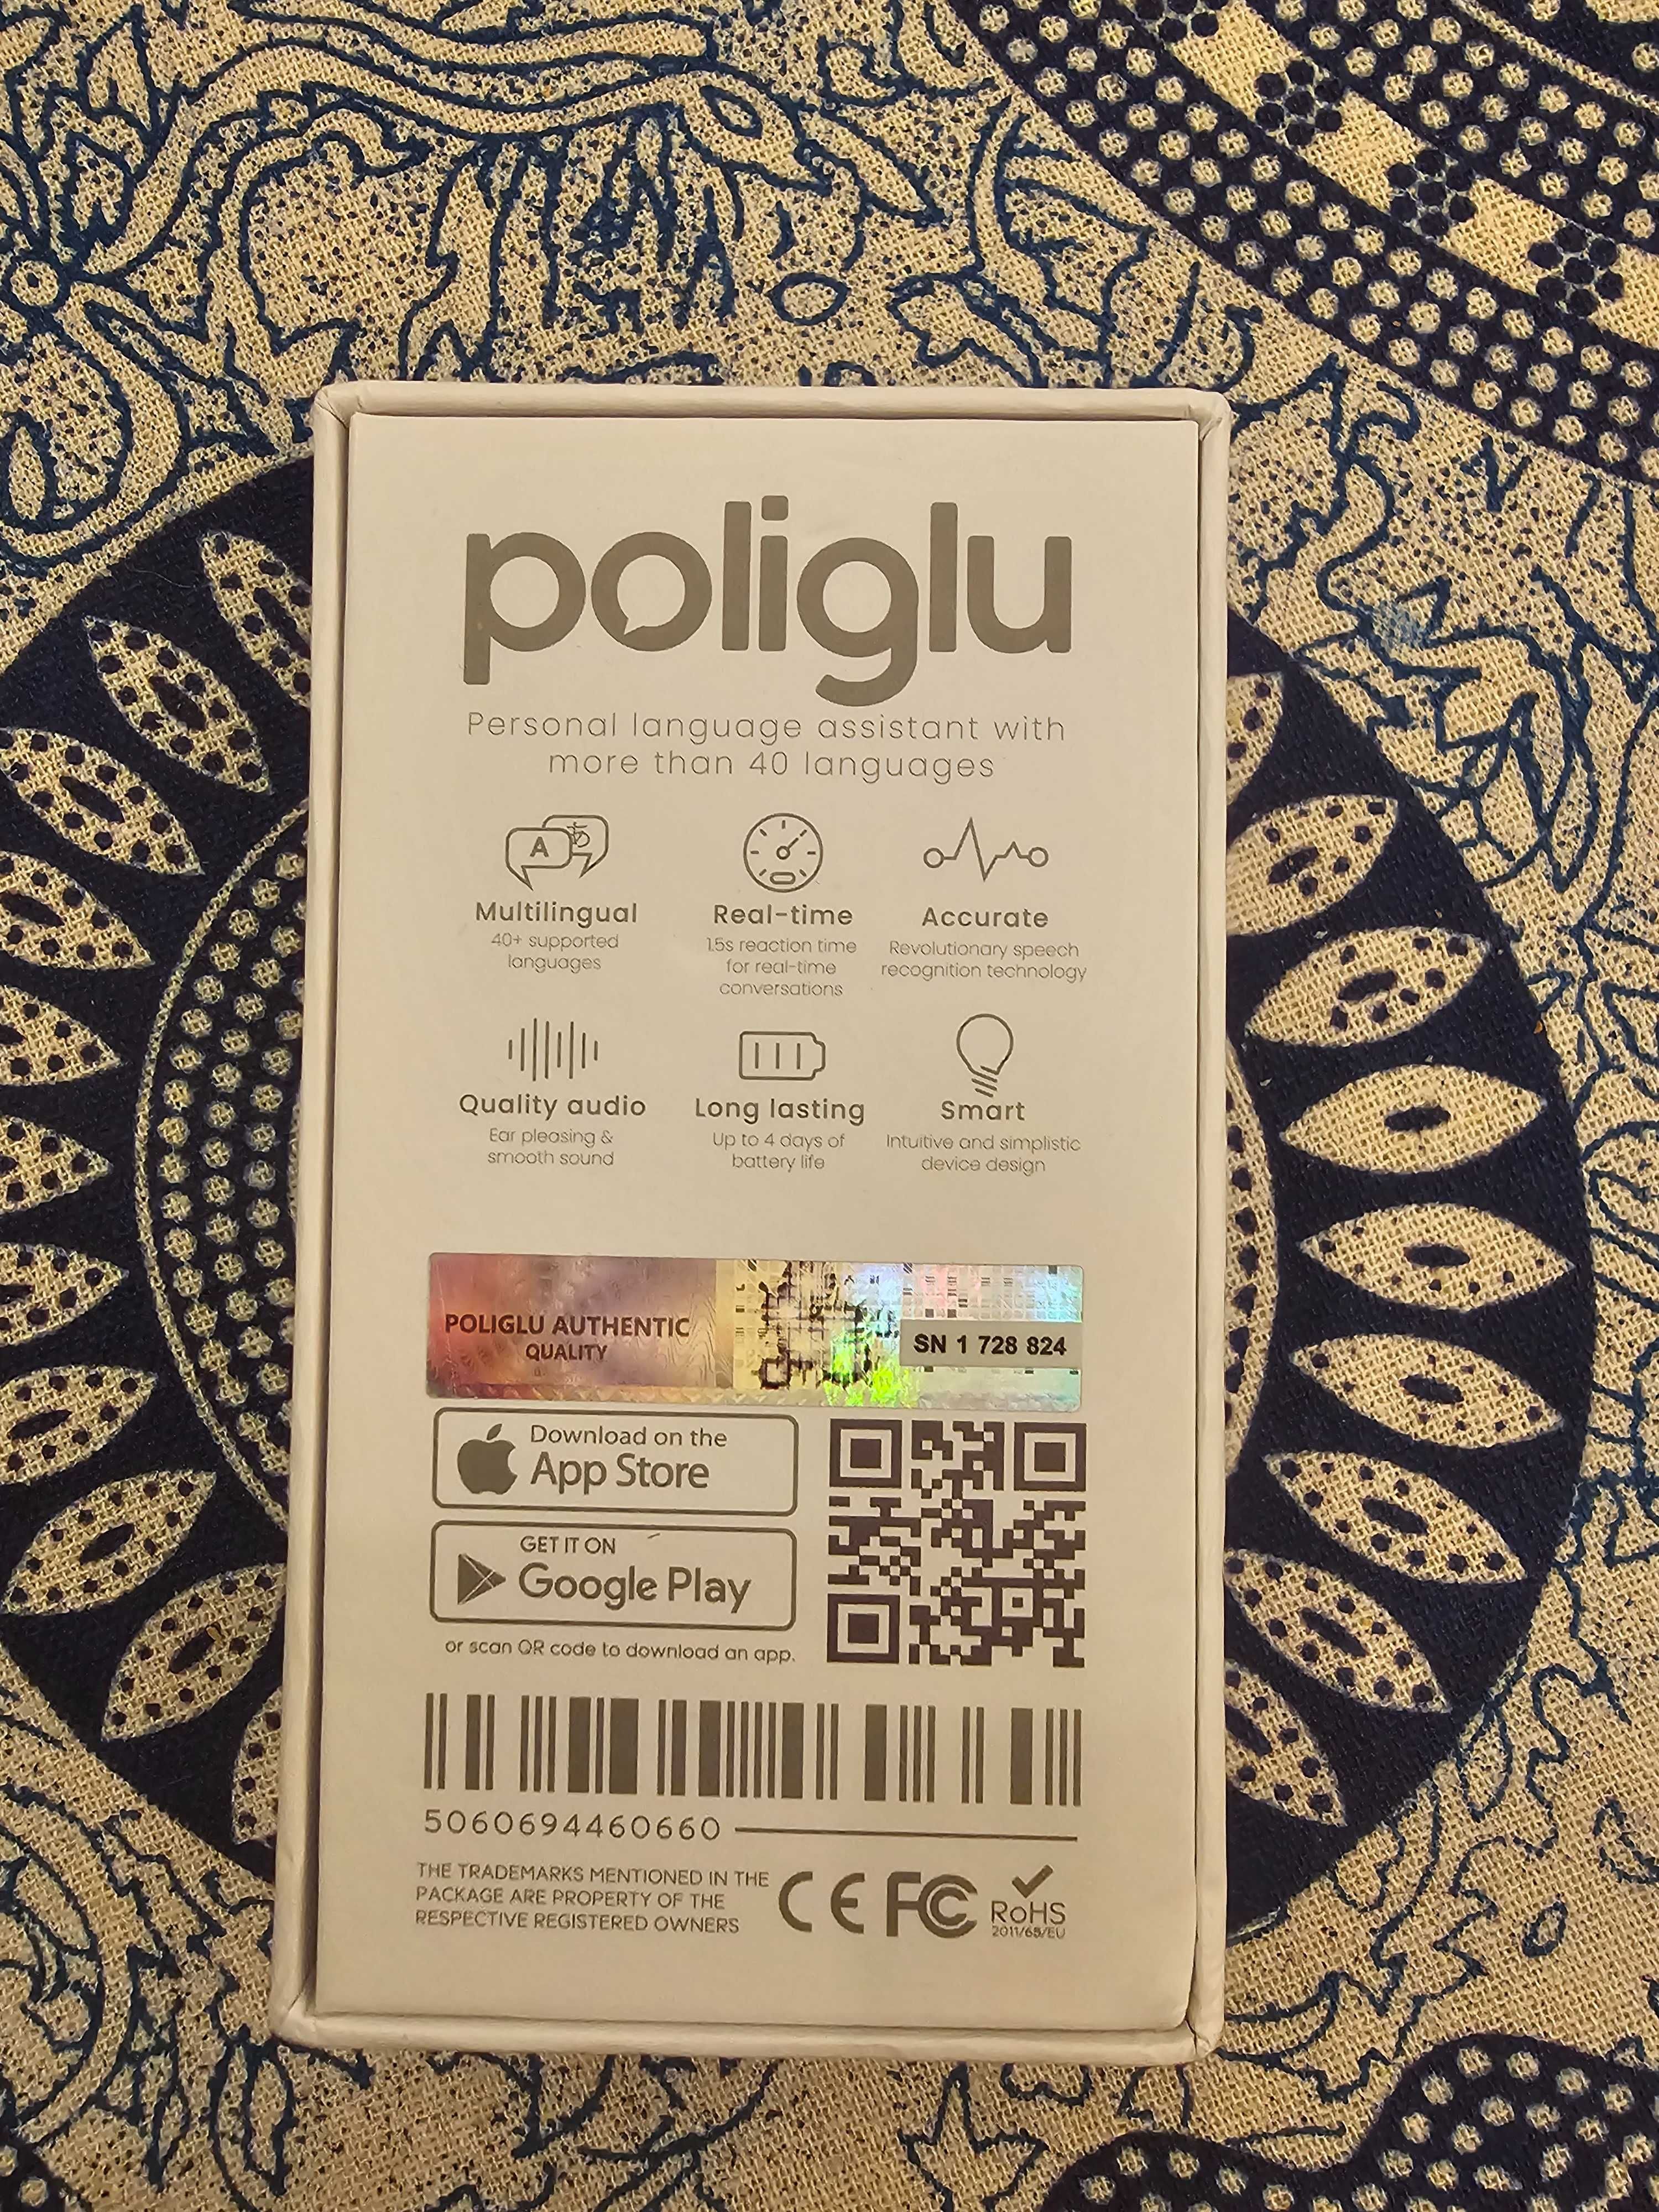 poliglu
Personal language assistant with
more than 40 languages
A
Multilingual
40+ supported
languages
Real-time
1.5s reaction time
for real-time
conversations
Accurate
Revolutionary speech
recognition technology
Quality audio
Ear pleasing &
smooth sound
Long lasting
Up to 4 days of
battery life
Smart
Intuitive and simplistic
device design
POLIGLU AUTHENTIC
QUALITY
SN 1 728 824
Download on the
App Store
GET IT ON
Google Play
or scan QR code to download an app.
5060694460660
THE TRADEMARKS MENTIONED IN THE
PACKAGE ARE PROPERTY OF THE
RESPECTIVE REGISTERED OWNERS
CE FC
RoHS
2011/65/EU